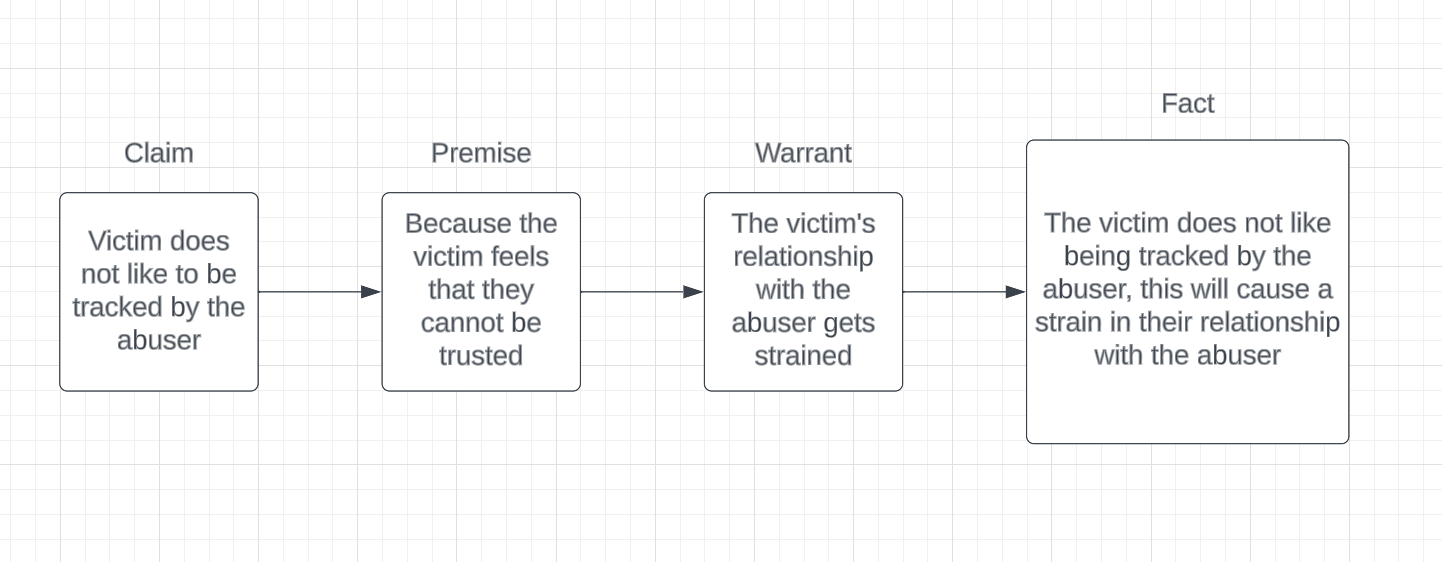 Claim
Victim does
not like to be
tracked by the
abuser
Premise
Because the
victim feels
that they
cannot be
trusted
Warrant
The victim's
relationship
with the
abuser gets
strained
Fact
The victim does not like
being tracked by the
abuser, this will cause a
strain in their relationship
with the abuser